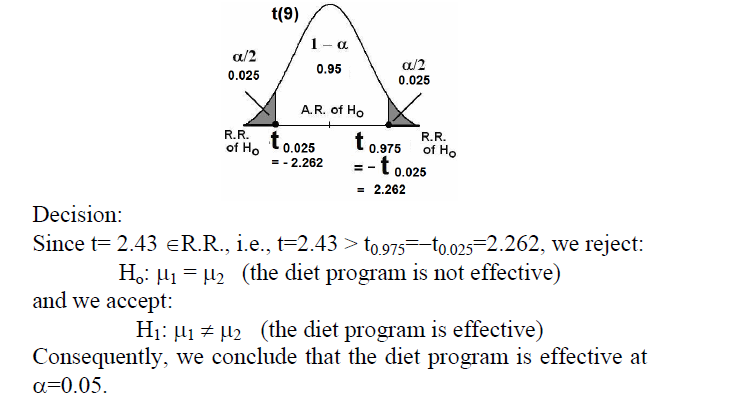 t(9)
1 – α
α/2
0.025
0.95
α/2
0.025
A.R. of Ho
R.R.
of Ho
t 0.025
= - 2.262
t 0.975
= - t 0.025
= 2.262
R.R.
of Ho
Decision:
Since t= 2.43 ∈R.R., i.e., t=2.43 > t0.975=−t0.025=2.262, we reject:
Ho: μ1 = μ2 (the diet program is not effective)
and we accept:
H1: μ1 ≠ μ2 (the diet program is effective)
Consequently, we conclude that the diet program is effective at
α=0.05.